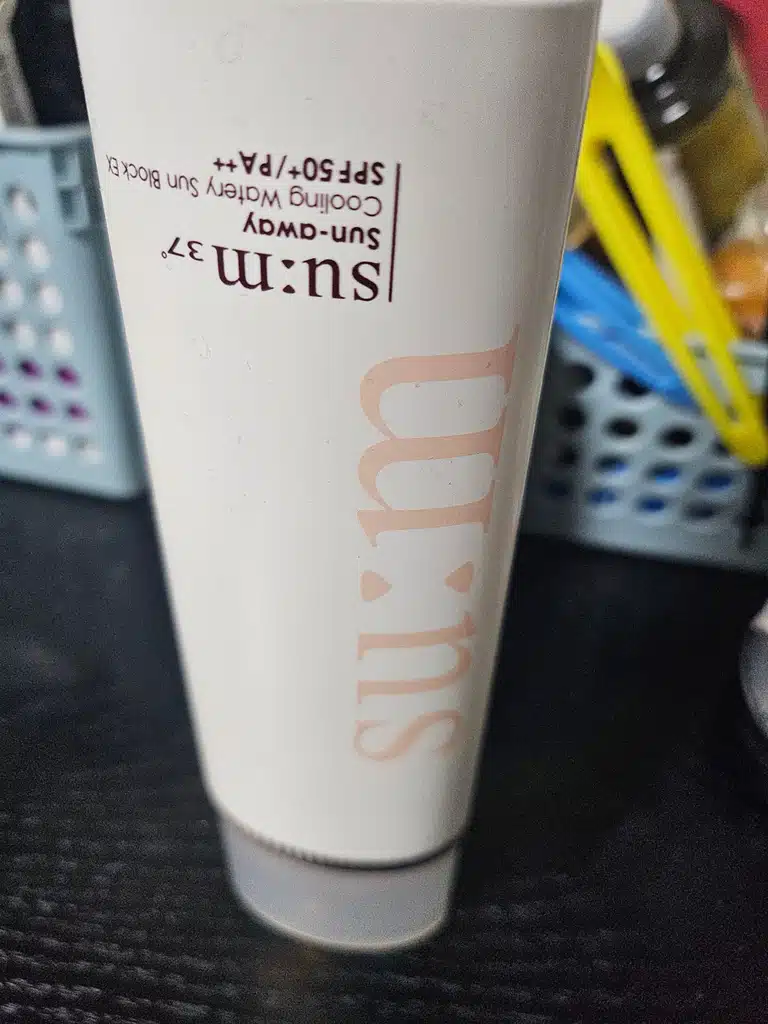 su:m37°
Sun-away
Cooling Watery Sun Block EX
SPF50+/PA++
su:m